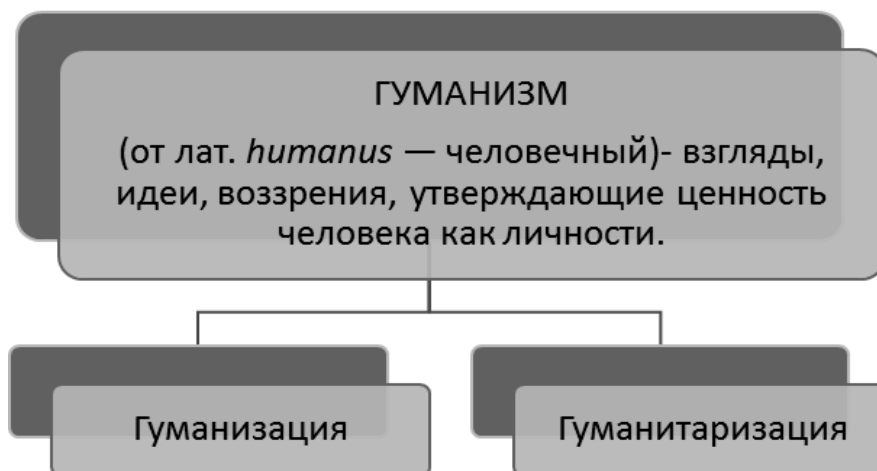 ГУМАНИЗМ
(от лат. humanus — человечный)- взгляды,
идеи, воззрения, утверждающие ценность
человека как личности.
Гуманизация
Гуманитаризация